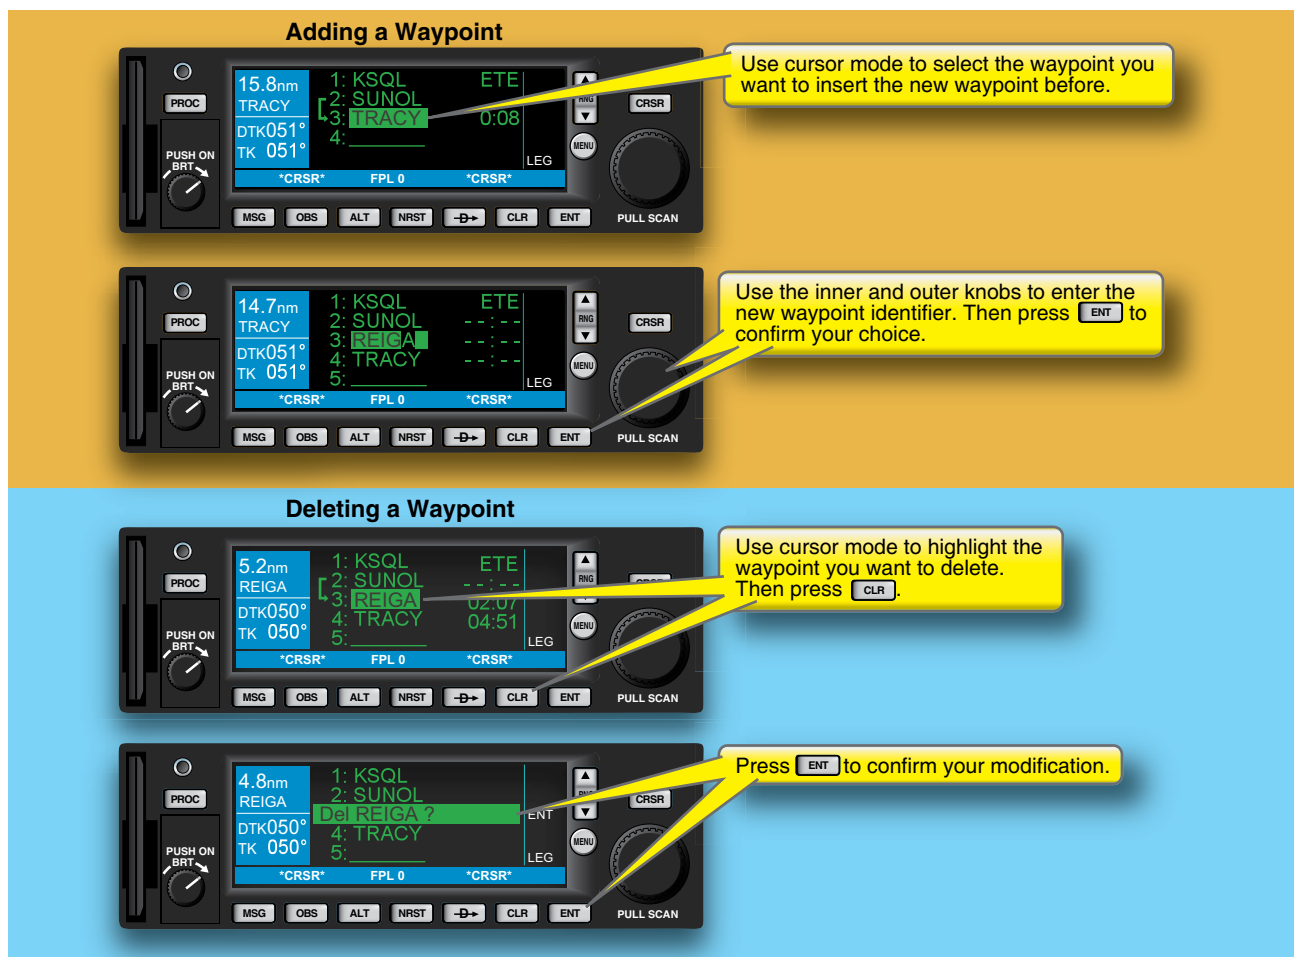 Adding a Waypoint
PROC
PUSH ON
BRT
15.8nm
TRACY
DTK051°
TK 051°
1: KSQL ETE
2: SUNOL
3: TRACY 0:08
4:
LEG
*CRSR* FPL 0 *CRSR*
RNG
MENU
CRSR
MSG OBS ALT NRST D CLR ENT PULL SCAN
Use cursor mode to select the waypoint you
want to insert the new waypoint before.
PROC
PUSH ON
BRT
14.7nm
TRACY
DTK051°
TK 051°
1: KSQL ETE
2: SUNOL --:--
3: REIGA --:--
4: TRACY --:--
5:
LEG
*CRSR* FPL 0 *CRSR*
RNG
MENU
CRSR
MSG OBS ALT NRST D CLR ENT PULL SCAN
Use the inner and outer knobs to enter the
new waypoint identifier. Then press ENT to
confirm your choice.
Deleting a Waypoint
PROC
PUSH ON
BRT
5.2nm
REIGA
DTK050°
TK 050°
1: KSQL ETE
2: SUNOL --:--
3: REIGA 02:07
4: TRACY 04:51
5:
LEG
*CRSR* FPL 0 *CRSR*
RNG
MENU
MSG OBS ALT NRST D CLR ENT PULL SCAN
Use cursor mode to highlight the
waypoint you want to delete.
Then press CLR.
PROC
PUSH ON
BRT
4.8nm
REIGA
DTK050°
TK 050°
1: KSQL
2: SUNOL
Del REIGA ? ENT
4: TRACY
5:
LEG
*CRSR* FPL 0 *CRSR*
MENU
CRSR
MSG OBS ALT NRST D CLR ENT PULL SCAN
Press ENT to confirm your modification.